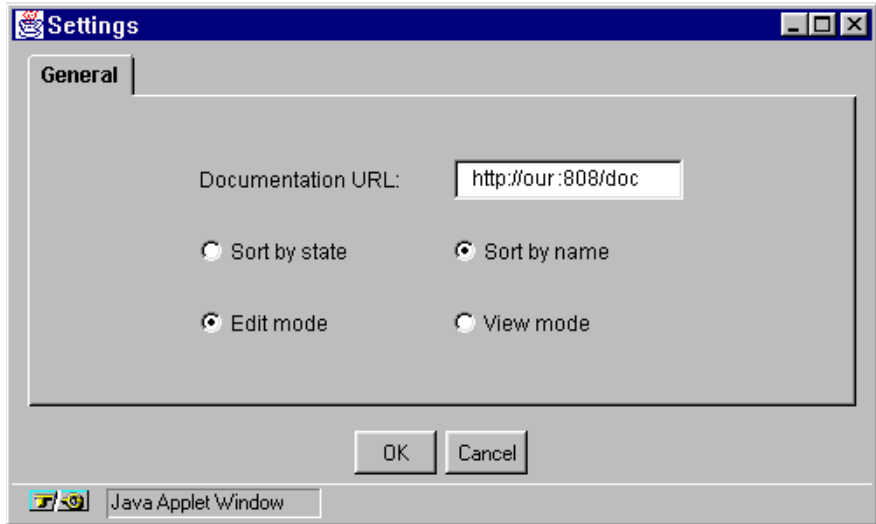 Settings
General
Documentation URL: http://our:808/doc
Sort by state Sort by name
Edit mode View mode
OK Cancel
Java Applet Window